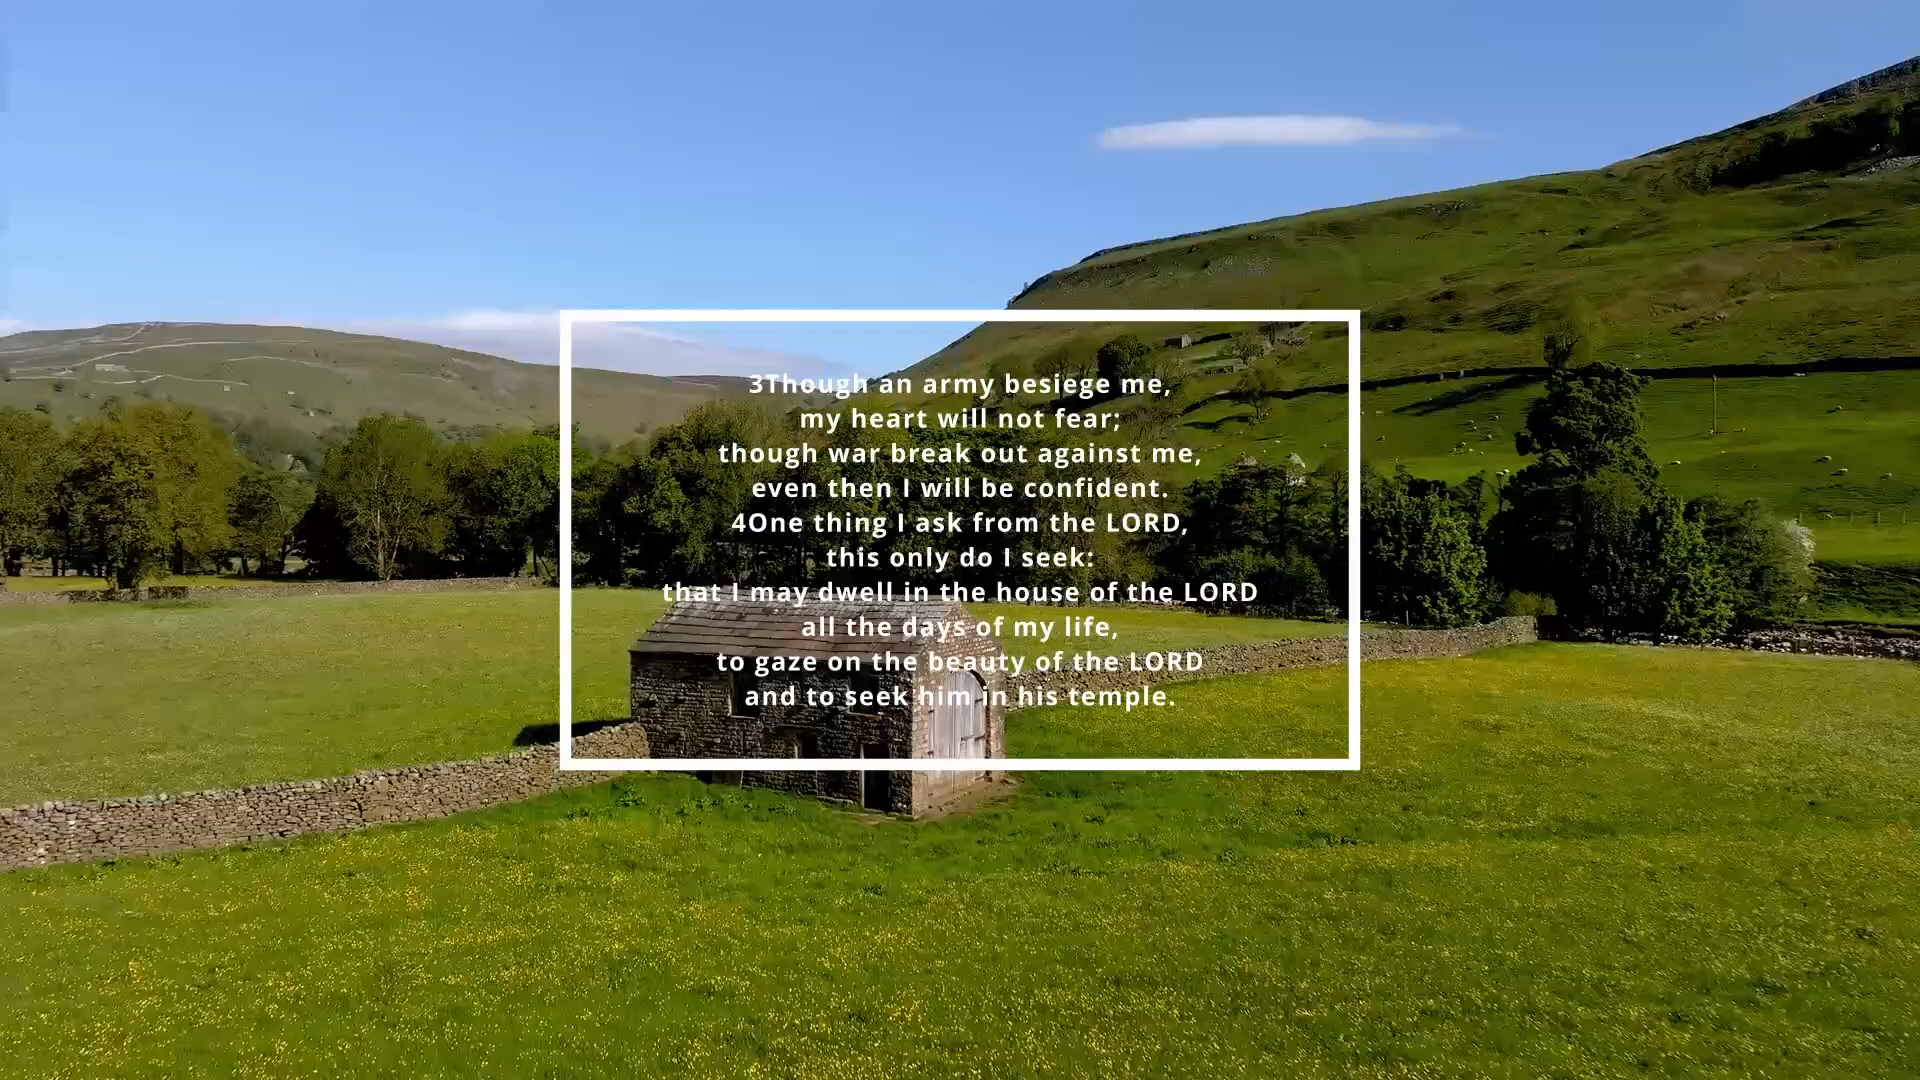 3Though an army besiege me,
my heart will not fear;
though war break out against me,
even then I will be confident.
4One thing I ask from the LORD,
this only do I seek:
that I may dwell in the house of the LORD
all the days of my life,
to gaze on the beauty of the LORD
and to seek him in his temple.